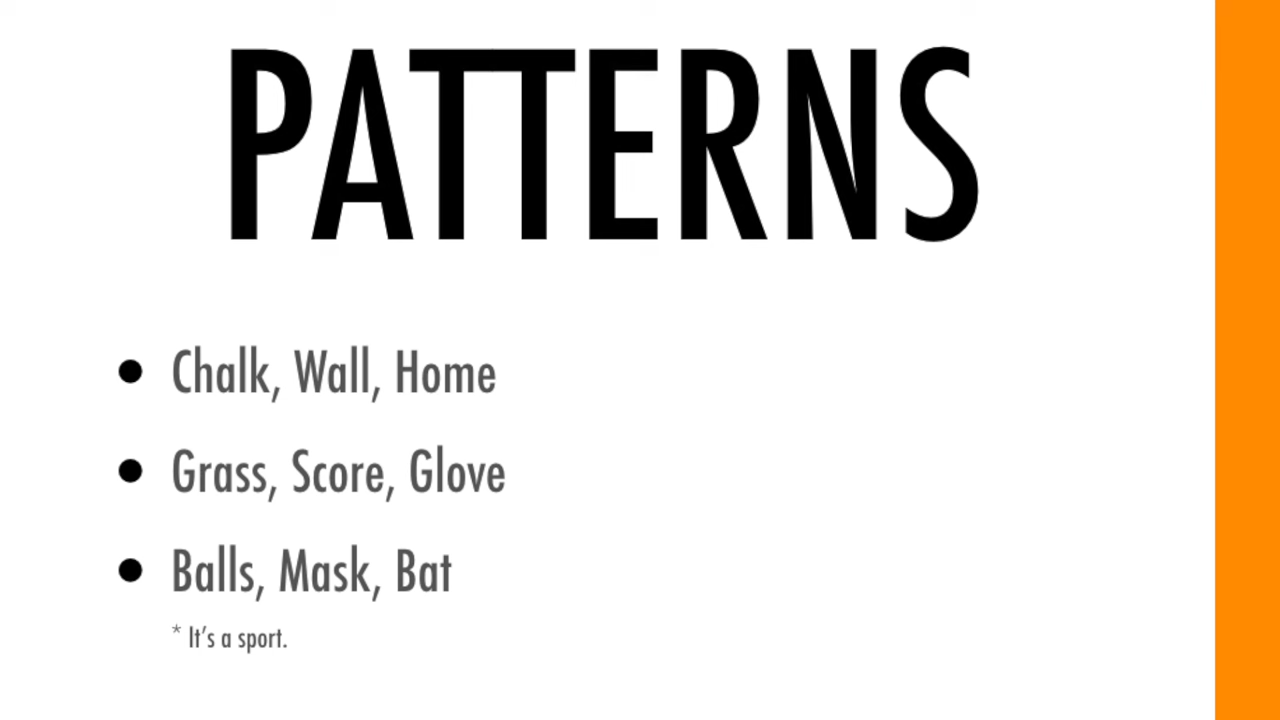 PATTERNS
• Chalk, Wall, Home
• Grass, Score, Glove
• Balls, Mask, Bat
* It’s a sport.